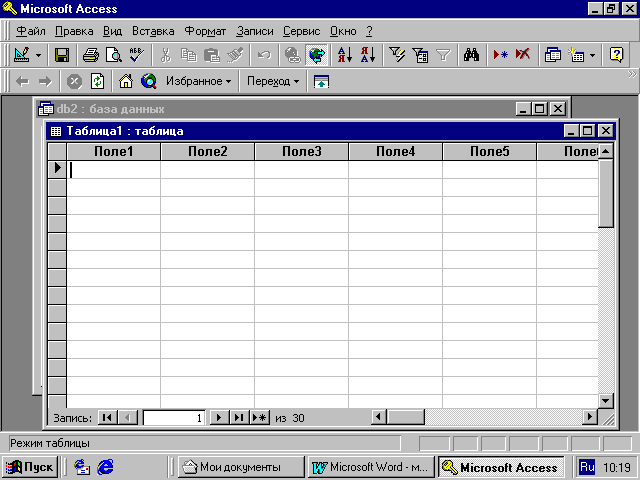 Microsoft Access
Файл Правка Вид Вставка Формат Записи Сервис Окно ?
Избранное Переход
db2 : база данных
Таблица1 : таблица
Поле1 Поле2 Поле3 Поле4 Поле5 Поле
Запись: 1 из 30
Режим таблицы
Пуск Мои документы Microsoft Word - м... Microsoft Access Ru 10:19